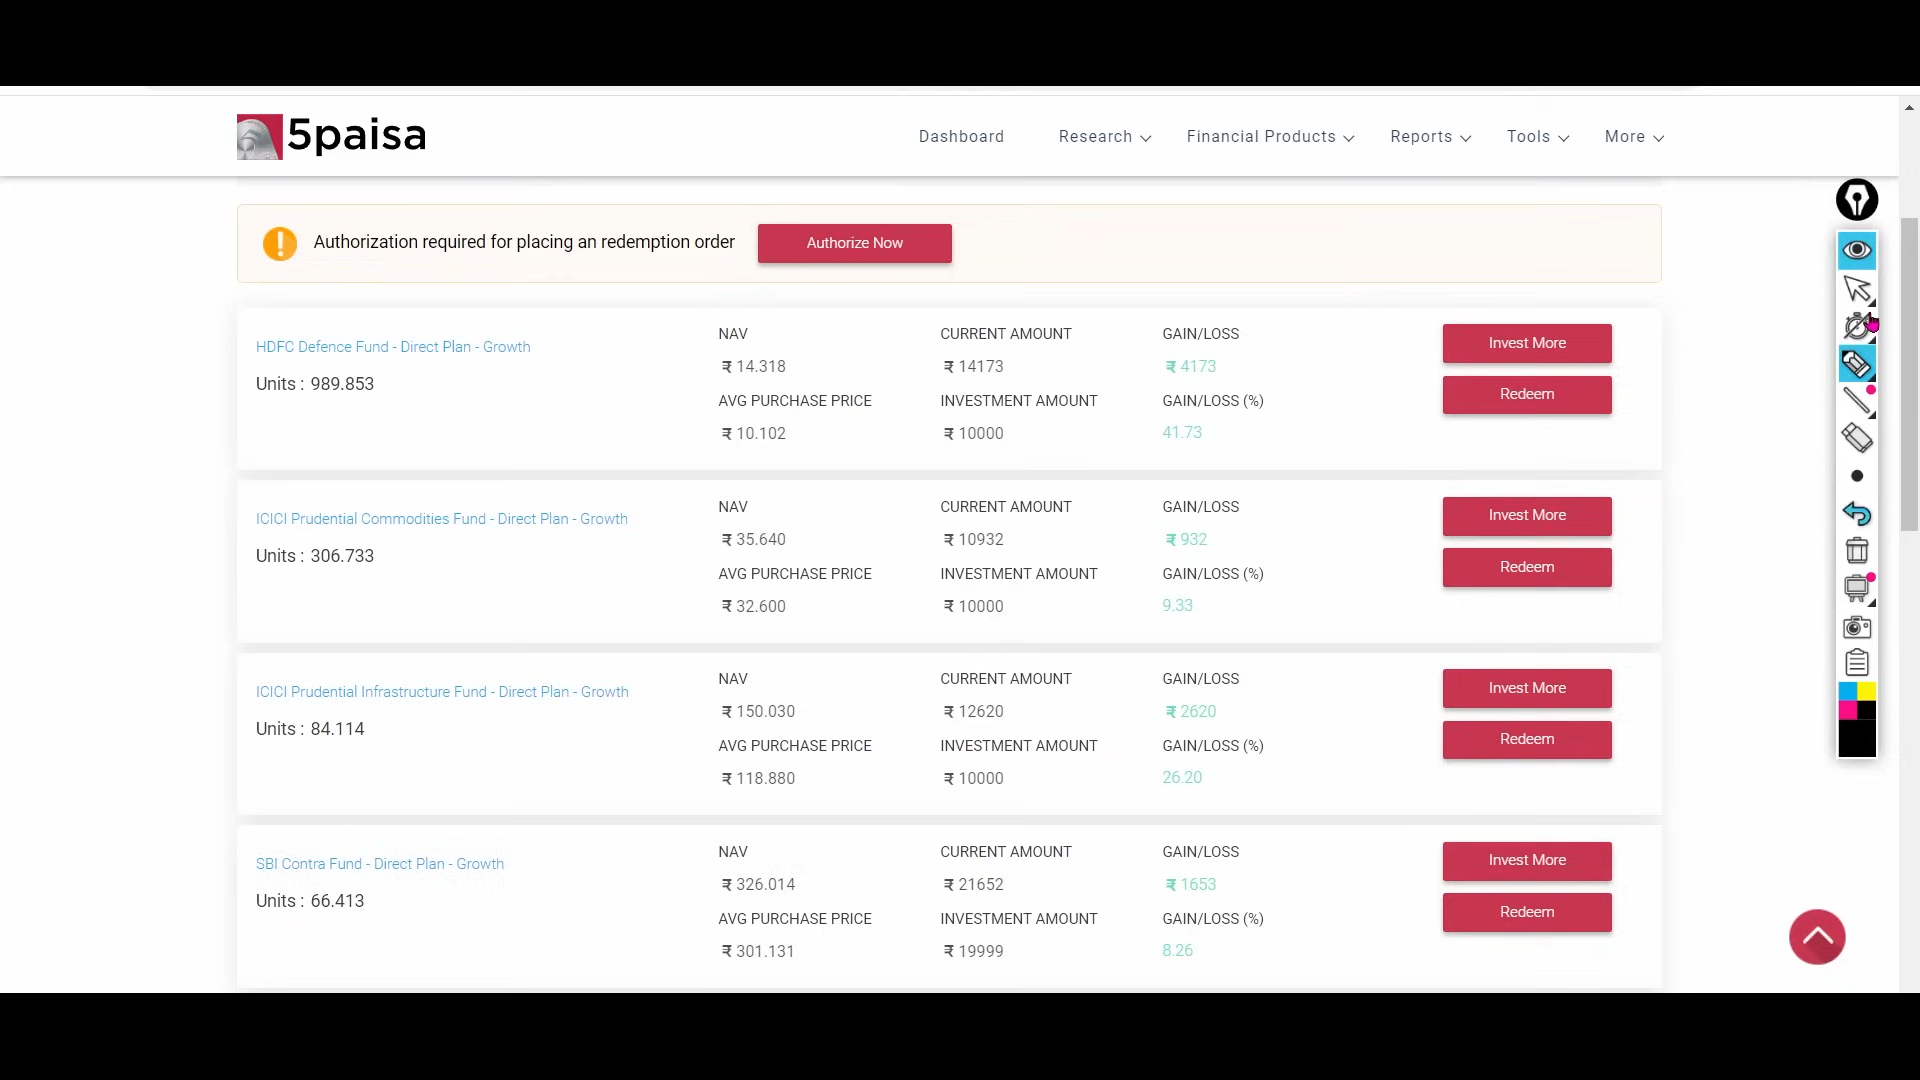 5paisa
Dashboard Research Financial Products Reports Tools More
Authorization required for placing an redemption order Authorize Now
HDFC Defence Fund - Direct Plan - Growth
Units : 989.853
NAV CURRENT AMOUNT GAIN/LOSS
₹ 14.318 ₹ 14173 ₹ 4173
AVG PURCHASE PRICE INVESTMENT AMOUNT GAIN/LOSS (%)
₹ 10.102 ₹ 10000 41.73
Invest More
Redeem
ICICI Prudential Commodities Fund - Direct Plan - Growth
Units : 306.733
NAV CURRENT AMOUNT GAIN/LOSS
₹ 35.640 ₹ 10932 ₹ 932
AVG PURCHASE PRICE INVESTMENT AMOUNT GAIN/LOSS (%)
₹ 32.600 ₹ 10000 9.33
Invest More
Redeem
ICICI Prudential Infrastructure Fund - Direct Plan - Growth
Units : 84.114
NAV CURRENT AMOUNT GAIN/LOSS
₹ 150.030 ₹ 12620 ₹ 2620
AVG PURCHASE PRICE INVESTMENT AMOUNT GAIN/LOSS (%)
₹ 118.880 ₹ 10000 26.20
Invest More
Redeem
SBI Contra Fund - Direct Plan - Growth
Units : 66.413
NAV CURRENT AMOUNT GAIN/LOSS
₹ 326.014 ₹ 21652 ₹ 1653
AVG PURCHASE PRICE INVESTMENT AMOUNT GAIN/LOSS (%)
₹ 301.131 ₹ 19999 8.26
Invest More
Redeem